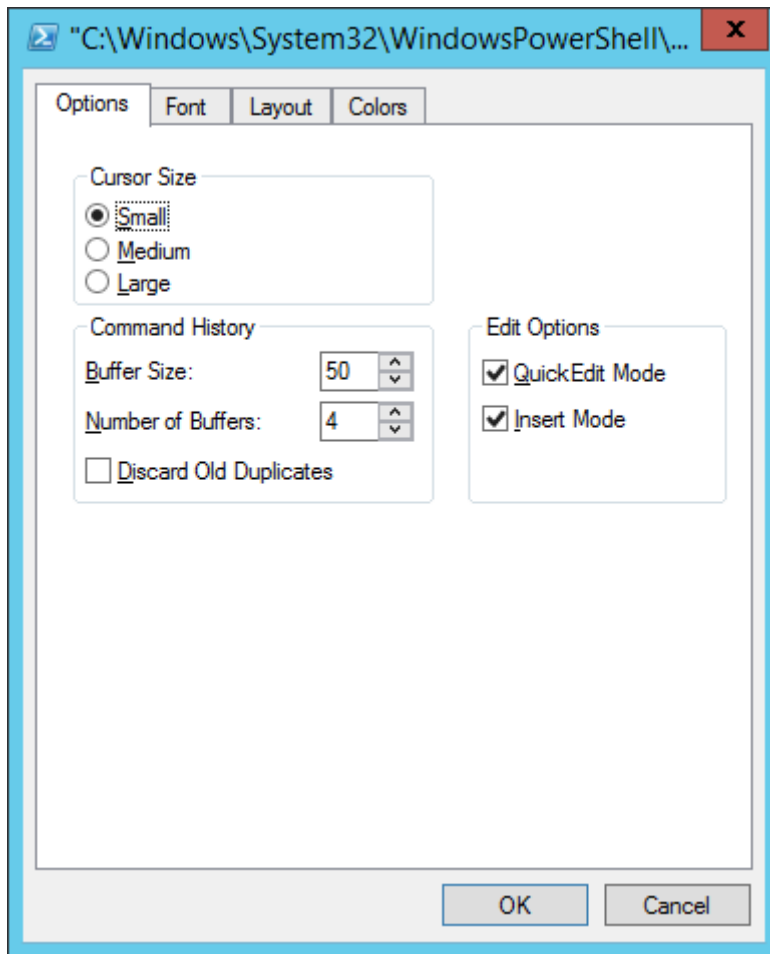 "C:\Windows\System32\WindowsPowerShell\...
x
Options Font Layout Colors
Cursor Size
Small
Medium
Large
Command History
Buffer Size: 50
Number of Buffers: 4
Discard Old Duplicates
Edit Options
QuickEdit Mode
Insert Mode
OK Cancel